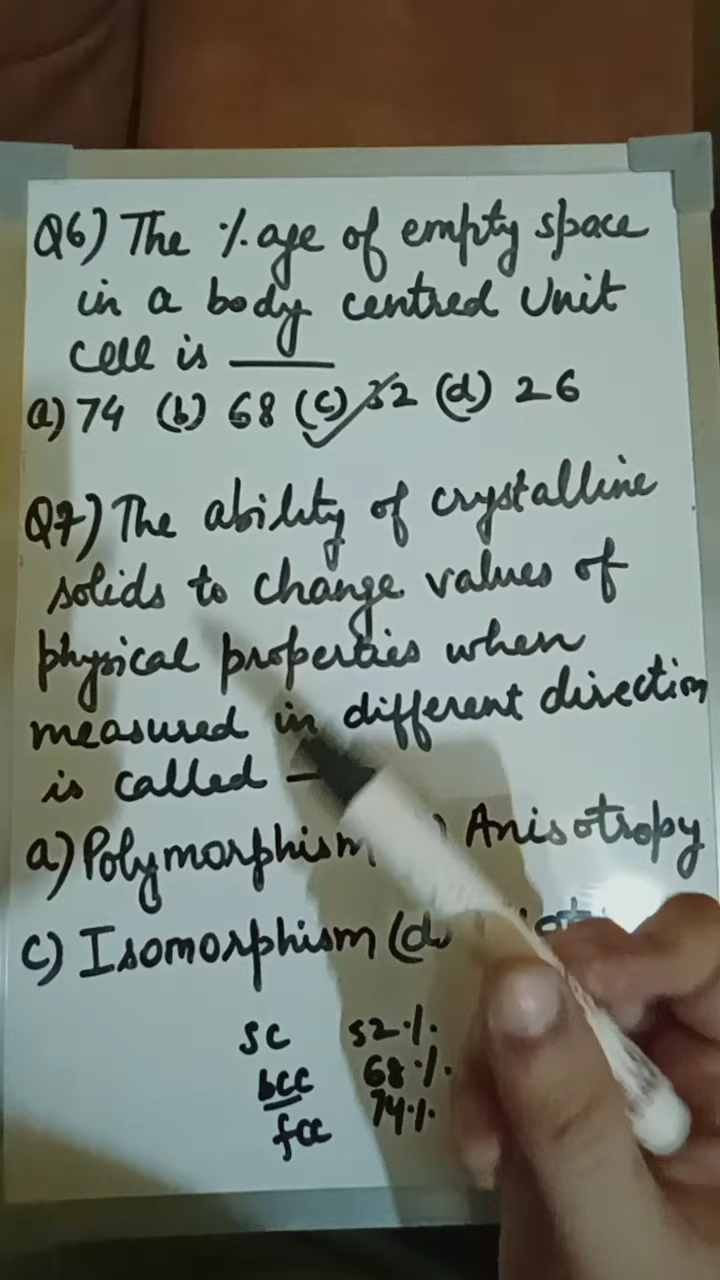 Q6) The %age of empty space
in a body centred Unit
cell is ___
a) 74 (b) 68 (c) 32 (d) 26
Q7) The ability of crystalline
solids to change values of
physical properties when
measured in different direction
is called —
a) Polymorphism ) Anisotropy
c) Isomorphism (d)
SC 52%.
bcc 68%.
fcc 74%.